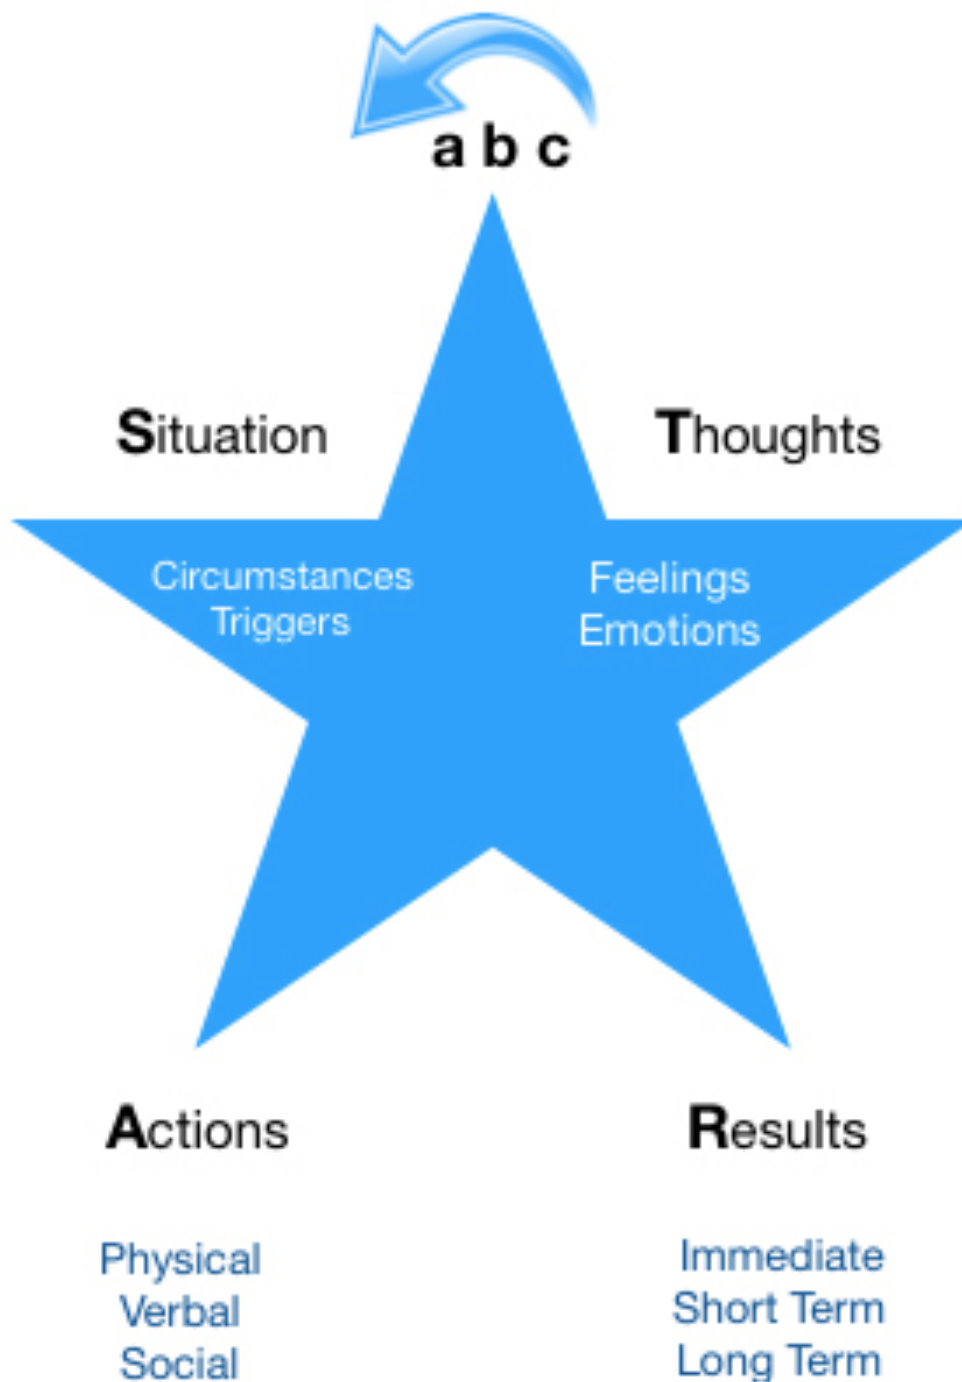 a b c
Situation
Thoughts
Circumstances
Triggers
Feelings
Emotions
Actions
Results
Physical
Verbal
Social
Immediate
Short Term
Long Term